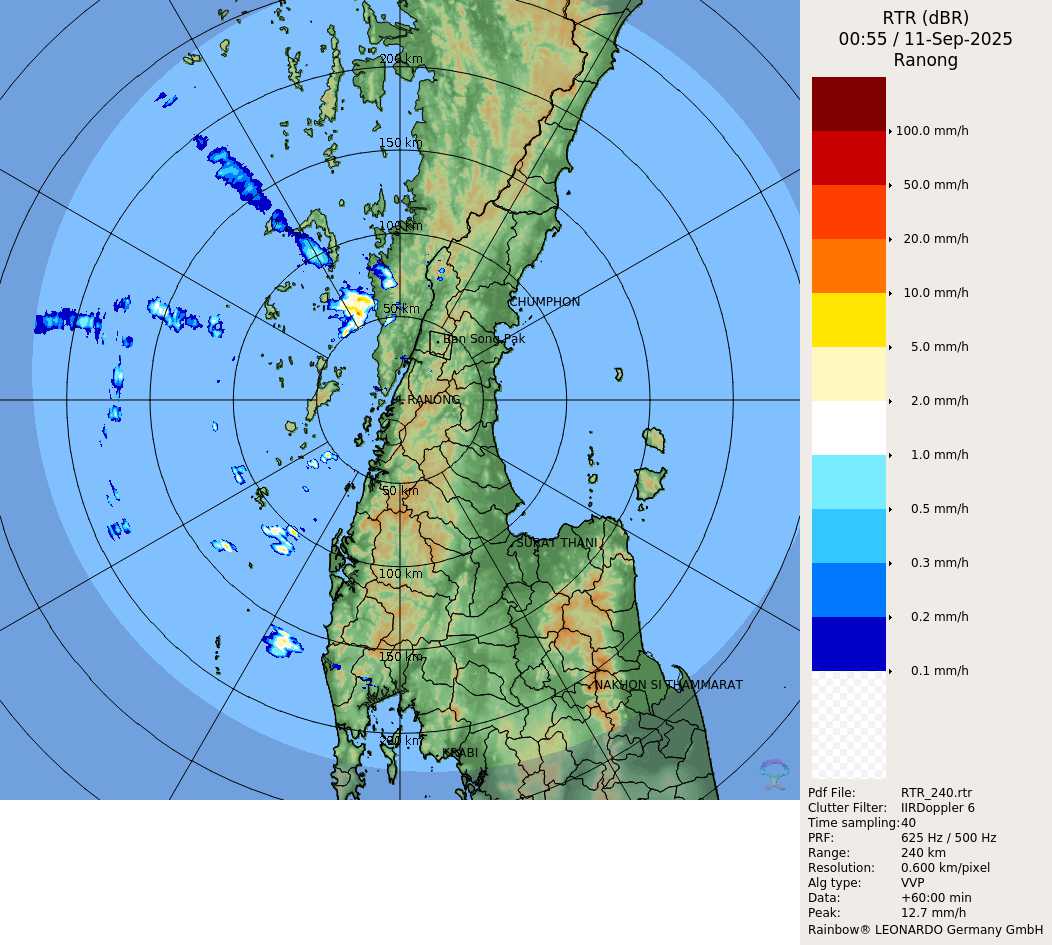 RTR (dBR)
00:55 / 11-Sep-2025
Ranong
200 km
150 km
100 km
50 km
CHUMPHON
Ban Song Pak
RANONG
50 km
SURAT THANI
100 km
150 km
NAKHON SI THAMMARAT
200 km
KRABI
100.0 mm/h
50.0 mm/h
20.0 mm/h
10.0 mm/h
5.0 mm/h
2.0 mm/h
1.0 mm/h
0.5 mm/h
0.3 mm/h
0.2 mm/h
0.1 mm/h
Pdf File: RTR_240.rtr
Clutter Filter: IIRDoppler 6
Time sampling: 40
PRF: 625 Hz / 500 Hz
Range: 240 km
Resolution: 0.600 km/pixel
Alg type: VVP
Data: +60:00 min
Peak: 12.7 mm/h
Rainbow® LEONARDO Germany GmbH